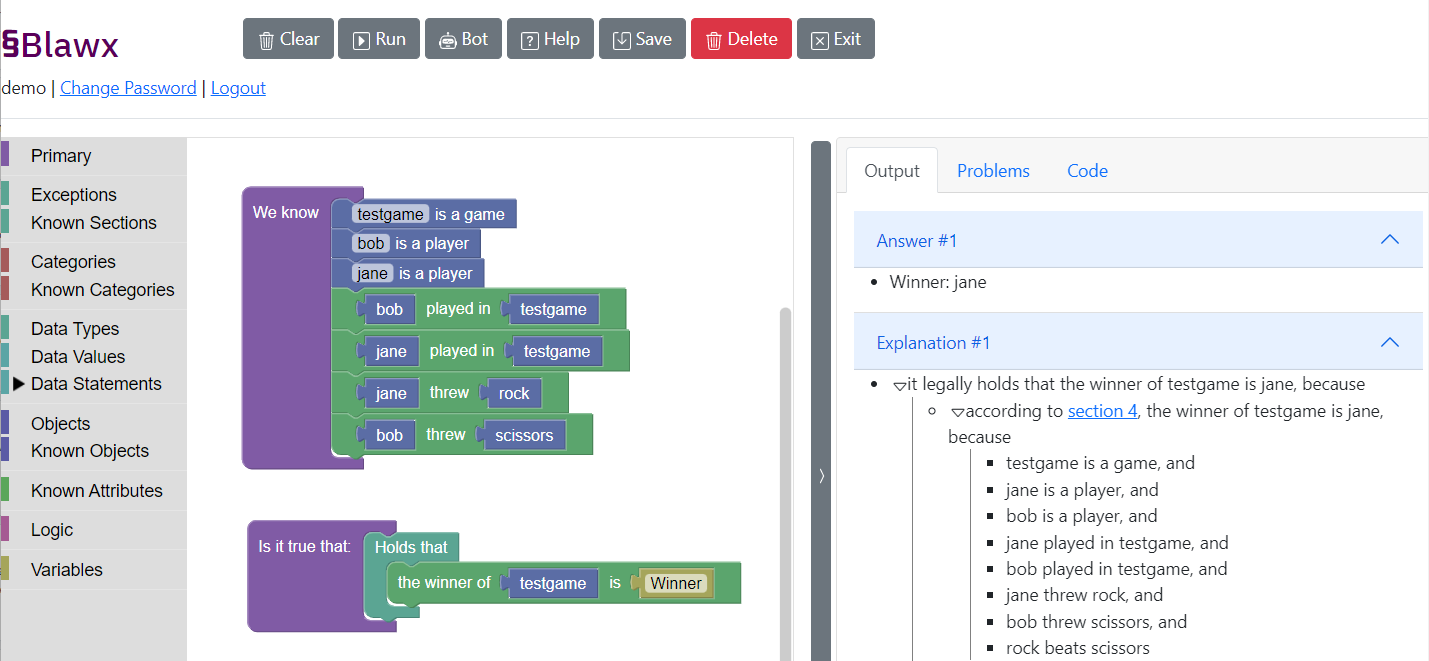 §Blawx
Clear Run Bot Help Save Delete Exit
demo | Change Password | Logout
Primary
Exceptions
Known Sections
Categories
Known Categories
Data Types
Data Values
Data Statements
Objects
Known Objects
Known Attributes
Logic
Variables
We know
testgame is a game
bob is a player
jane is a player
bob played in testgame
jane played in testgame
jane threw rock
bob threw scissors
Is it true that:
Holds that
the winner of testgame is Winner
Output Problems Code
Answer #1
• Winner: jane
Explanation #1
it legally holds that the winner of testgame is jane, because
according to section 4, the winner of testgame is jane,
because
testgame is a game, and
jane is a player, and
bob is a player, and
jane played in testgame, and
bob played in testgame, and
jane threw rock, and
bob threw scissors, and
rock beats scissors